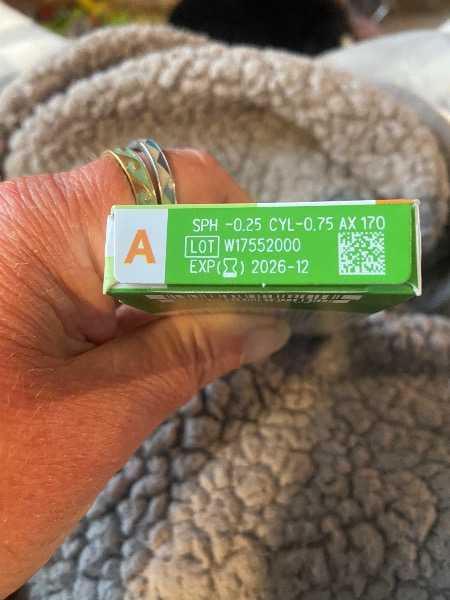 A
SPH -0.25 CYL-0.75 AX 170
LOT W17552000
EXP(⌛) 2026-12